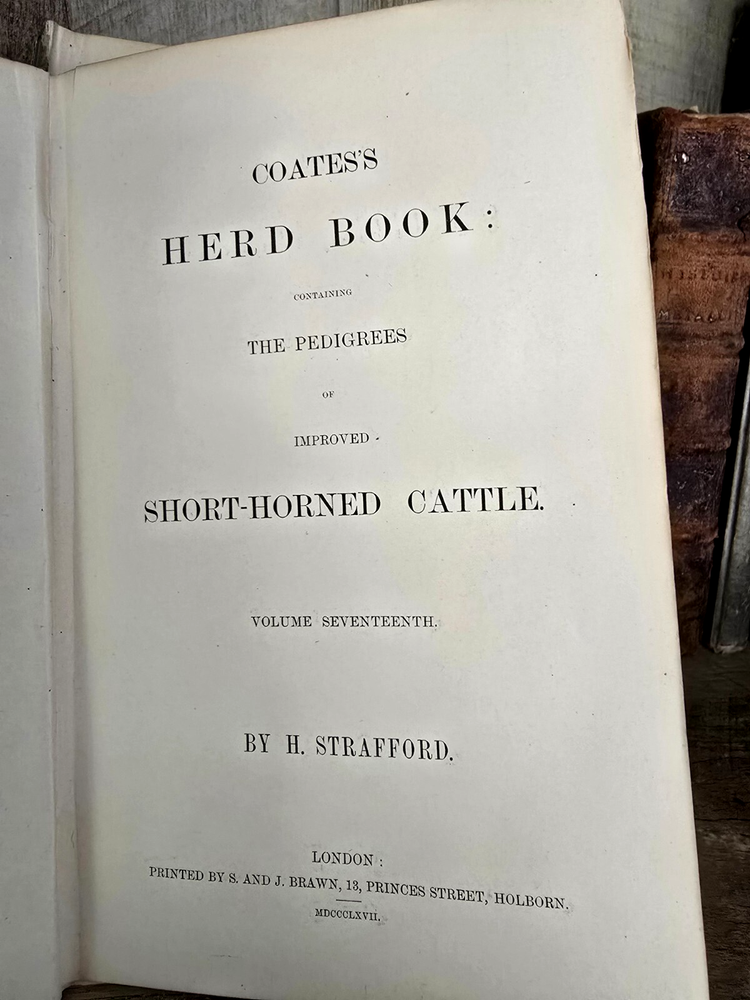 COATES'S
HERD BOOK:
CONTAINING
THE PEDIGREES
OF
IMPROVED
SHORT-HORNED CATTLE.
VOLUME SEVENTEENTH.
BY H. STRAFFORD.
LONDON:
PRINTED BY S. AND J. BRAWN, 13, PRINCES STREET, HOLBORN.
MDCCCLXVII.